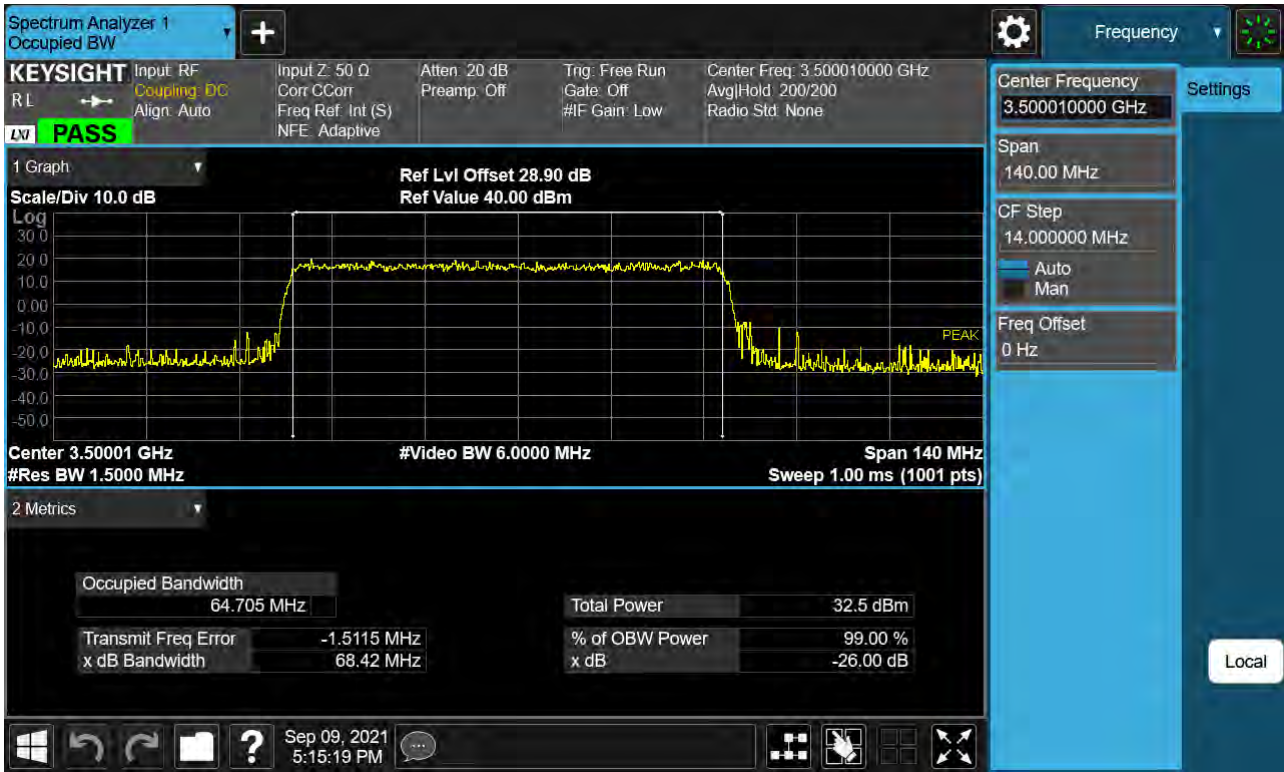 Spectrum Analyzer 1
Occupied BW
+
Frequency
KEYSIGHT
RL
LXI PASS
Input: RF
Coupling: DC
Align: Auto
Input Z: 50 Ω
Corr CCorr
Freq Ref: Int (S)
NFE: Adaptive
Atten: 20 dB
Preamp: Off
Trig: Free Run
Gate: Off
#IF Gain: Low
Center Freq: 3.500010000 GHz
Avg|Hold: 200/200
Radio Std: None
Center Frequency
3.500010000 GHz
Settings
Span
140.00 MHz
CF Step
14.000000 MHz
Auto
Man
Freq Offset
0 Hz
Local
1 Graph
Scale/Div 10.0 dB
Ref Lvl Offset 28.90 dB
Ref Value 40.00 dBm
Log
30.0
20.0
10.0
0.00
-10.0
-20.0
-30.0
-40.0
-50.0
PEAK
Center 3.50001 GHz
#Res BW 1.5000 MHz
#Video BW 6.0000 MHz
Span 140 MHz
Sweep 1.00 ms (1001 pts)
2 Metrics
Occupied Bandwidth
64.705 MHz
Transmit Freq Error -1.5115 MHz
x dB Bandwidth 68.42 MHz
Total Power 32.5 dBm
% of OBW Power 99.00 %
x dB -26.00 dB
?
Sep 09, 2021
5:15:19 PM